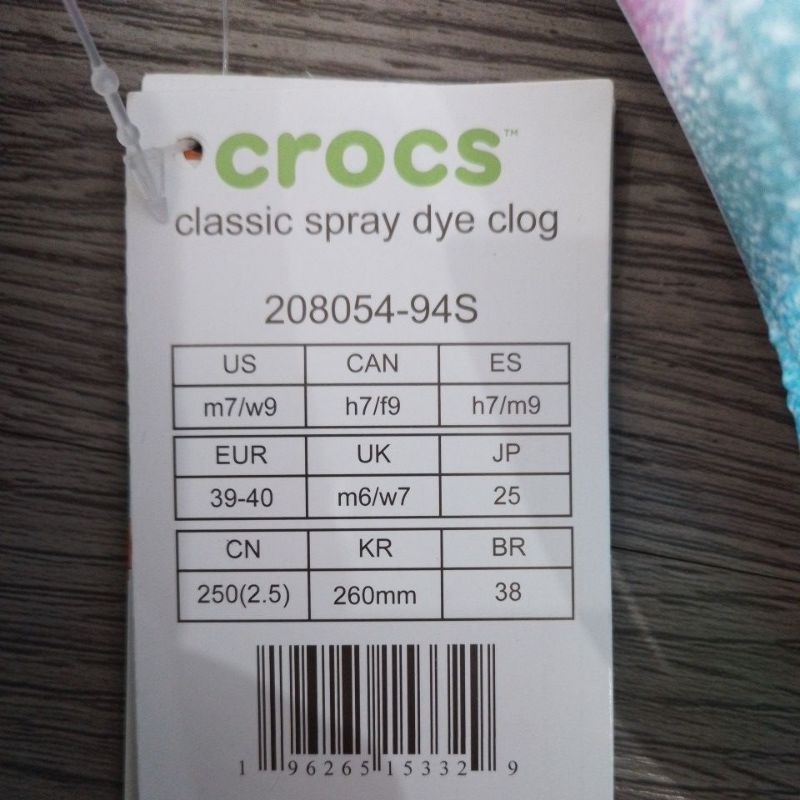 crocs™
classic spray dye clog
208054-94S
US CAN ES
m7/w9 h7/f9 h7/m9
EUR UK JP
39-40 m6/w7 25
CN KR BR
250(2.5) 260mm 38
1 96265 15332 9